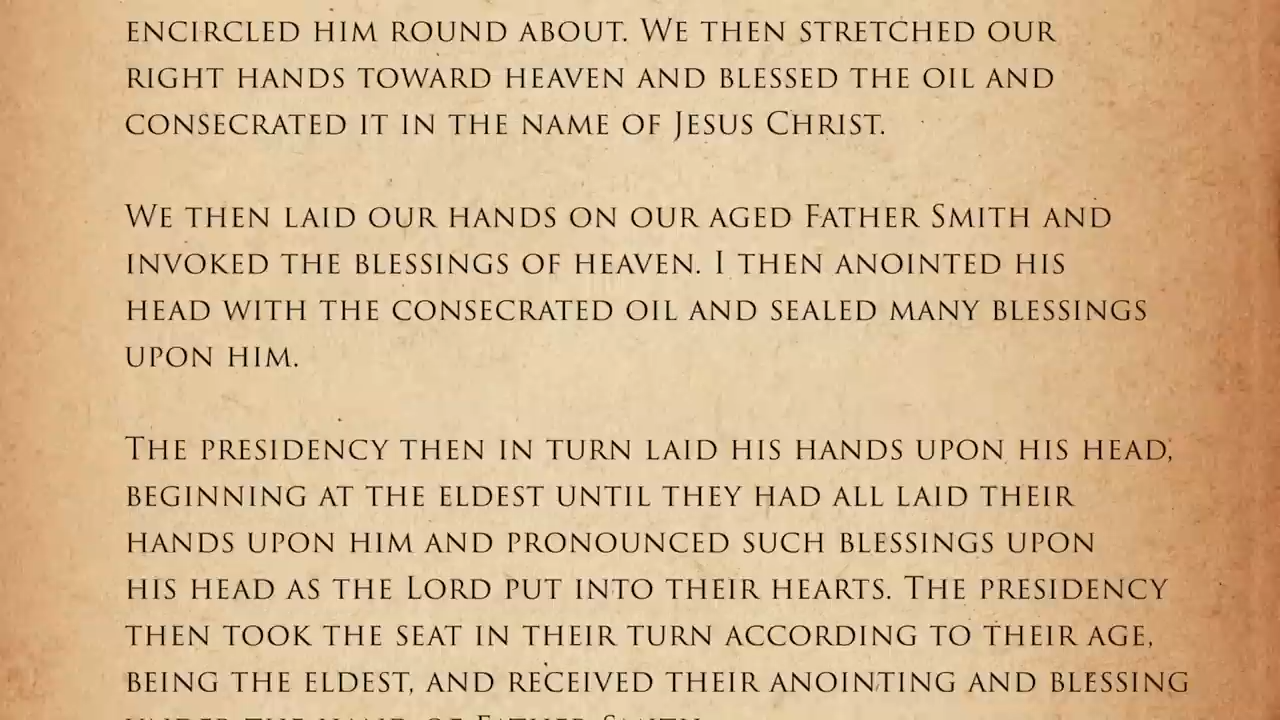 ENCIRCLED HIM ROUND ABOUT. WE THEN STRETCHED OUR
RIGHT HANDS TOWARD HEAVEN AND BLESSED THE OIL AND
CONSECRATED IT IN THE NAME OF JESUS CHRIST.
WE THEN LAID OUR HANDS ON OUR AGED FATHER SMITH AND
INVOKED THE BLESSINGS OF HEAVEN. I THEN ANOINTED HIS
HEAD WITH THE CONSECRATED OIL AND SEALED MANY BLESSINGS
UPON HIM.
THE PRESIDENCY THEN IN TURN LAID HIS HANDS UPON HIS HEAD,
BEGINNING AT THE ELDEST UNTIL THEY HAD ALL LAID THEIR
HANDS UPON HIM AND PRONOUNCED SUCH BLESSINGS UPON
HIS HEAD AS THE LORD PUT INTO THEIR HEARTS. THE PRESIDENCY
THEN TOOK THE SEAT IN THEIR TURN ACCORDING TO THEIR AGE,
BEING THE ELDEST, AND RECEIVED THEIR ANOINTING AND BLESSING
UNDER THE HAND OF FATHER SMITH.